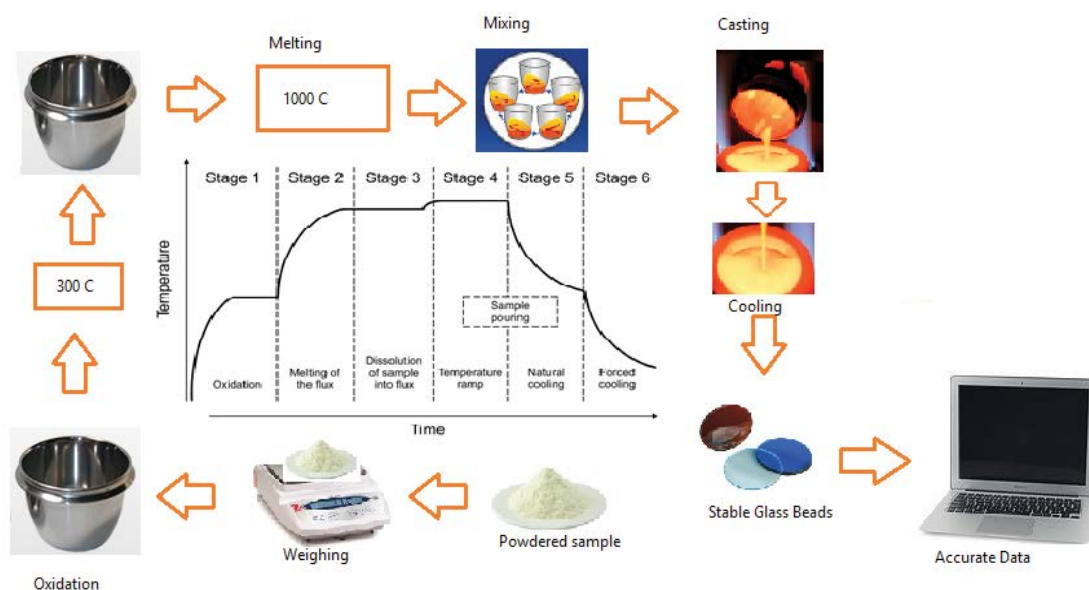 Melting
Mixing
Casting
1000 C
Stage 1
Stage 2
Stage 3
Stage 4
Stage 5
Stage 6
Temperature
300 C
Sample
pouring
Cooling
Oxidation
Melting of
the flux
Dissolution
of sample
into flux
Temperature
ramp
Natural
cooling
Forced
cooling
Time
Stable Glass Beads
Weighing
Powdered sample
Accurate Data
Oxidation